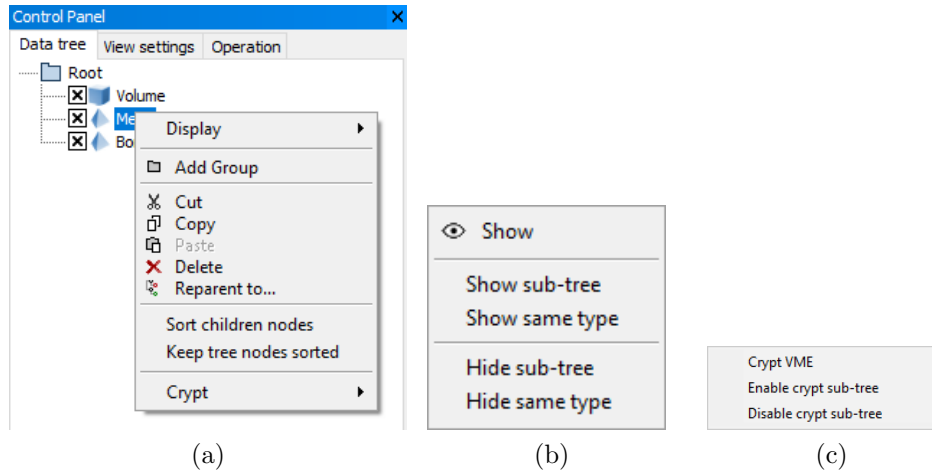 Control Panel
Data tree View settings Operation
Root
Volume
Me
Bo
Display
Add Group
Cut
Copy
Paste
Delete
Reparent to...
Sort children nodes
Keep tree nodes sorted
Crypt
(a)
Show
Show sub-tree
Show same type
Hide sub-tree
Hide same type
(b)
Crypt VME
Enable crypt sub-tree
Disable crypt sub-tree
(c)